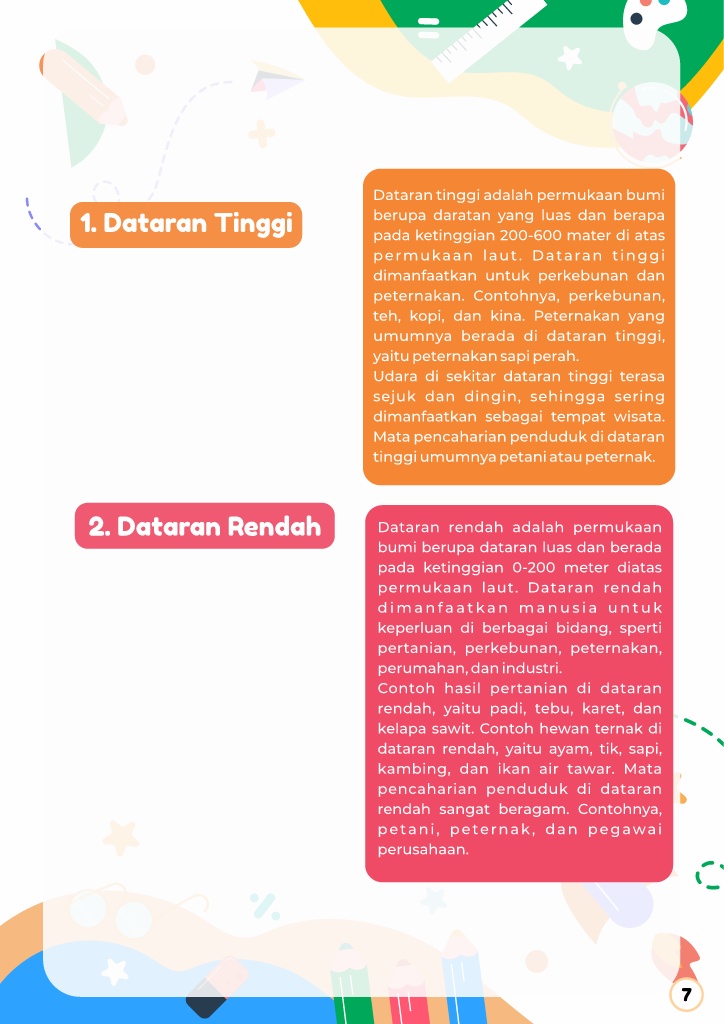 1. Dataran Tinggi
Dataran tinggi adalah permukaan bumi
berupa daratan yang luas dan berapa
pada ketinggian 200-600 mater di atas
permukaan laut. Dataran tinggi
dimanfaatkan untuk perkebunan dan
peternakan. Contohnya, perkebunan,
teh, kopi, dan kina. Peternakan yang
umumnya berada di dataran tinggi,
yaitu peternakan sapi perah.
Udara di sekitar dataran tinggi terasa
sejuk dan dingin, sehingga sering
dimanfaatkan sebagai tempat wisata.
Mata pencaharian penduduk di dataran
tinggi umumnya petani atau peternak.
2. Dataran Rendah
Dataran rendah adalah permukaan
bumi berupa dataran luas dan berada
pada ketinggian 0-200 meter diatas
permukaan laut. Dataran rendah
dimanfaatkan manusia untuk
keperluan di berbagai bidang, sperti
pertanian, perkebunan, peternakan,
perumahan, dan industri.
Contoh hasil pertanian di dataran
rendah, yaitu padi, tebu, karet, dan
kelapa sawit. Contoh hewan ternak di
dataran rendah, yaitu ayam, tik, sapi,
kambing, dan ikan air tawar. Mata
pencaharian penduduk di dataran
rendah sangat beragam. Contohnya,
petani, peternak, dan pegawai
perusahaan.
7